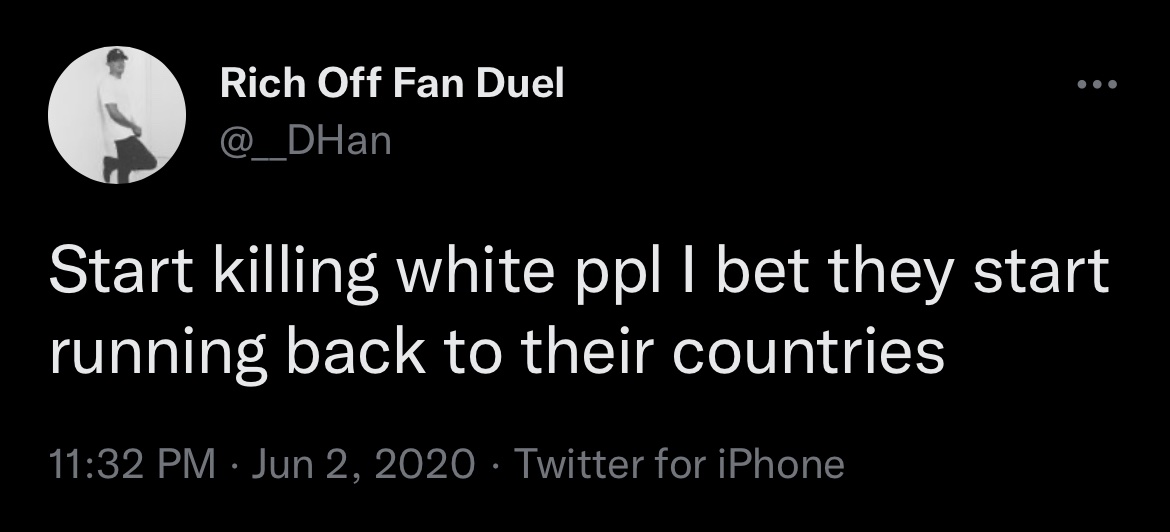 Rich Off Fan Duel
@__DHan
Start killing white ppl I bet they start
running back to their countries
11:32 PM · Jun 2, 2020 · Twitter for iPhone